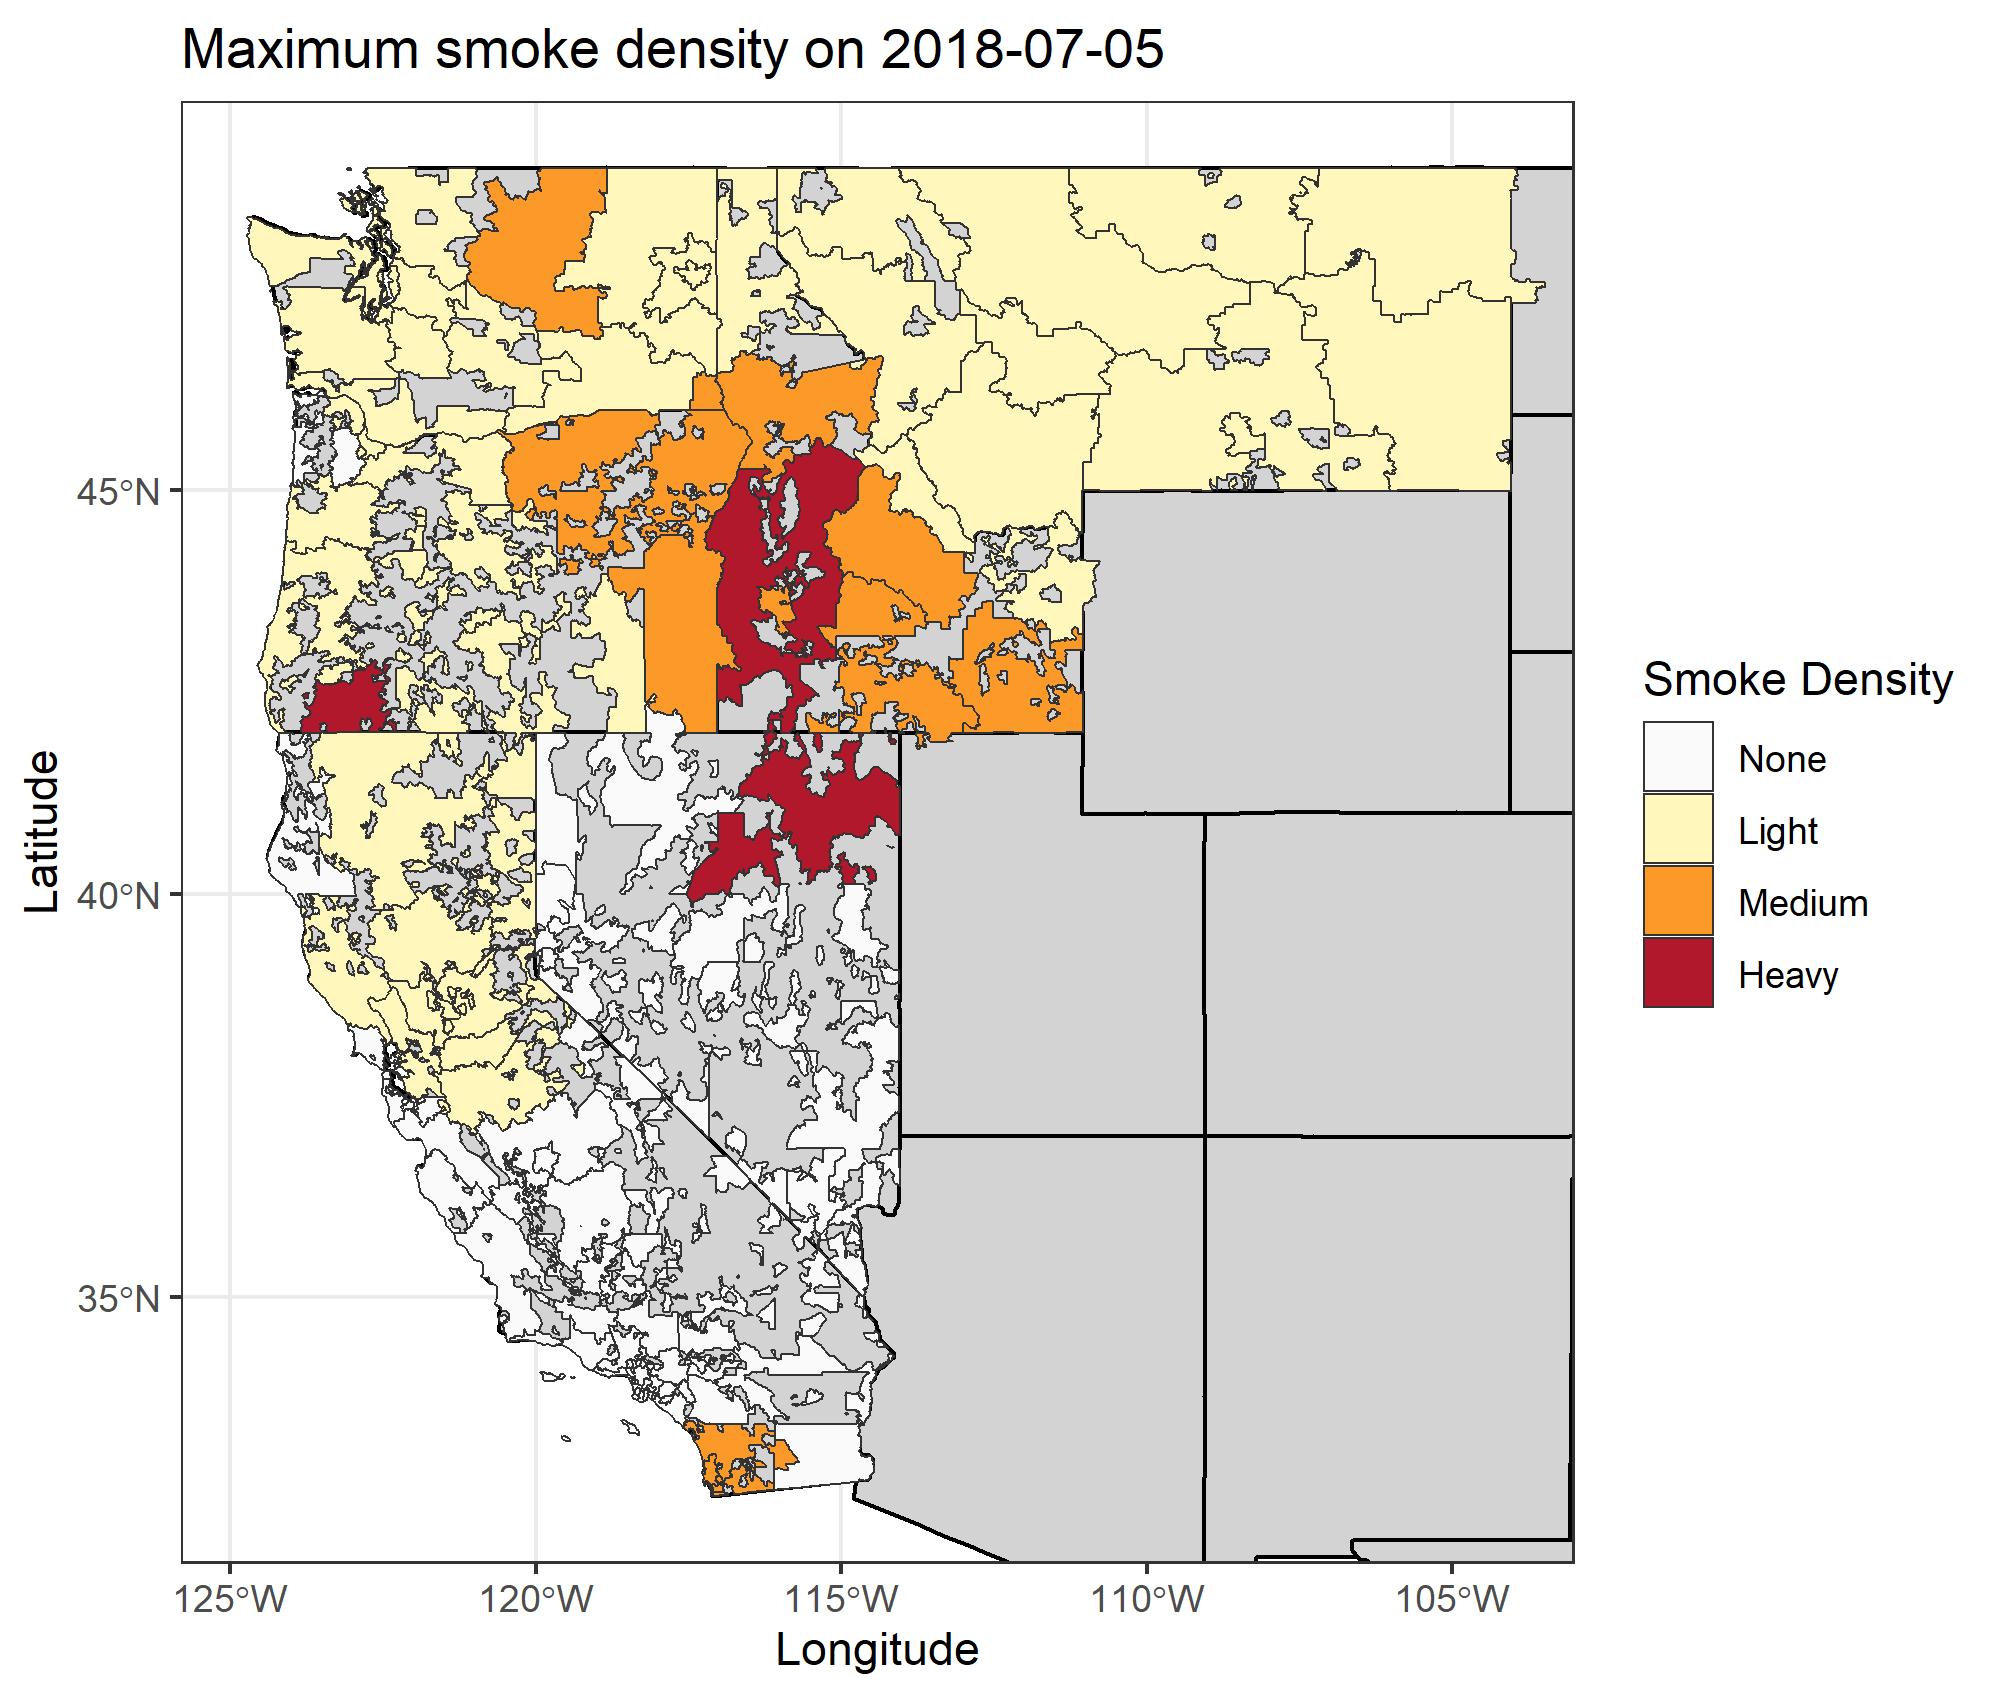 Maximum smoke density on 2018-07-05
45°N
40°N
35°N
Latitude
125°W
120°W
115°W
110°W
105°W
Longitude
Smoke Density
None
Light
Medium
Heavy